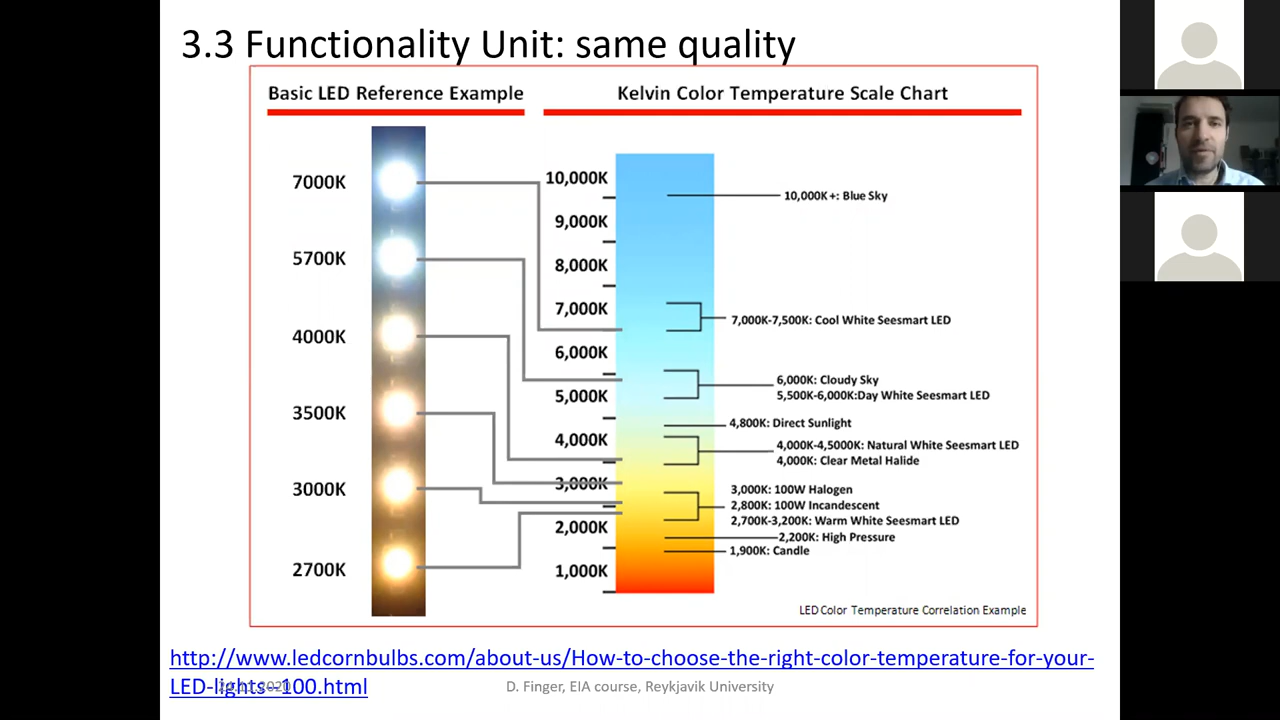 3.3 Functionality Unit: same quality
Basic LED Reference Example
Kelvin Color Temperature Scale Chart
7000K
5700K
4000K
3500K
3000K
2700K
10,000K
9,000K
8,000K
7,000K
6,000K
5,000K
4,000K
3,000K
2,000K
1,000K
10,000K+: Blue Sky
7,000K-7,500K: Cool White Seesmart LED
6,000K: Cloudy Sky
5,500K-6,000K:Day White Seesmart LED
4,800K: Direct Sunlight
4,000K-4,5000K: Natural White Seesmart LED
4,000K: Clear Metal Halide
3,000K: 100W Halogen
2,800K: 100W Incandescent
2,700K-3,200K: Warm White Seesmart LED
2,200K: High Pressure
1,900K: Candle
LED Color Temperature Correlation Example
http://www.ledcornbulbs.com/about-us/How-to-choose-the-right-color-temperature-for-your-
LED-lights--100.html
D. Finger, EIA course, Reykjavik University